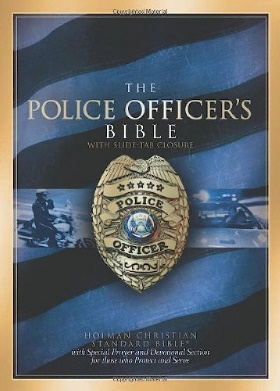 THE
POLICE OFFICER'S
BIBLE
WITH SLIDE TAB CLOSURE
POLICE
OFFICER
HOLMAN CHRISTIAN
STANDARD BIBLE®
with Special Prayer and Devotional Section
for those who Protect and Serve